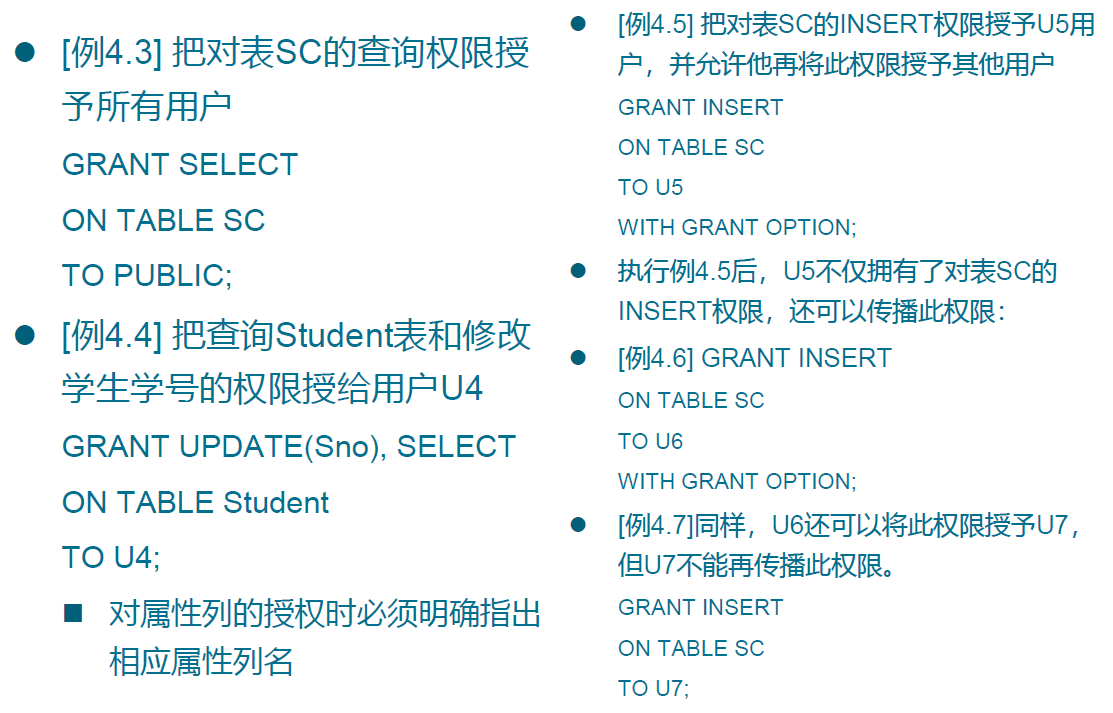 [例4.3] 把对表SC的查询权限授
予所有用户
GRANT SELECT
ON TABLE SC
TO PUBLIC;
[例4.4] 把查询Student表和修改
学生学号的权限授给用户U4
GRANT UPDATE(Sno), SELECT
ON TABLE Student
TO U4;
对属性列的授权时必须明确指出
相应属性列名
[例4.5] 把对表SC的INSERT权限授予U5用
户，并允许他再将此权限授予其他用户
GRANT INSERT
ON TABLE SC
TO U5
WITH GRANT OPTION;
执行例4.5后，U5不仅拥有了对表SC的
INSERT权限，还可以传播此权限：
[例4.6] GRANT INSERT
ON TABLE SC
TO U6
WITH GRANT OPTION;
[例4.7]同样，U6还可以将此权限授予U7，
但U7不能再传播此权限。
GRANT INSERT
ON TABLE SC
TO U7;